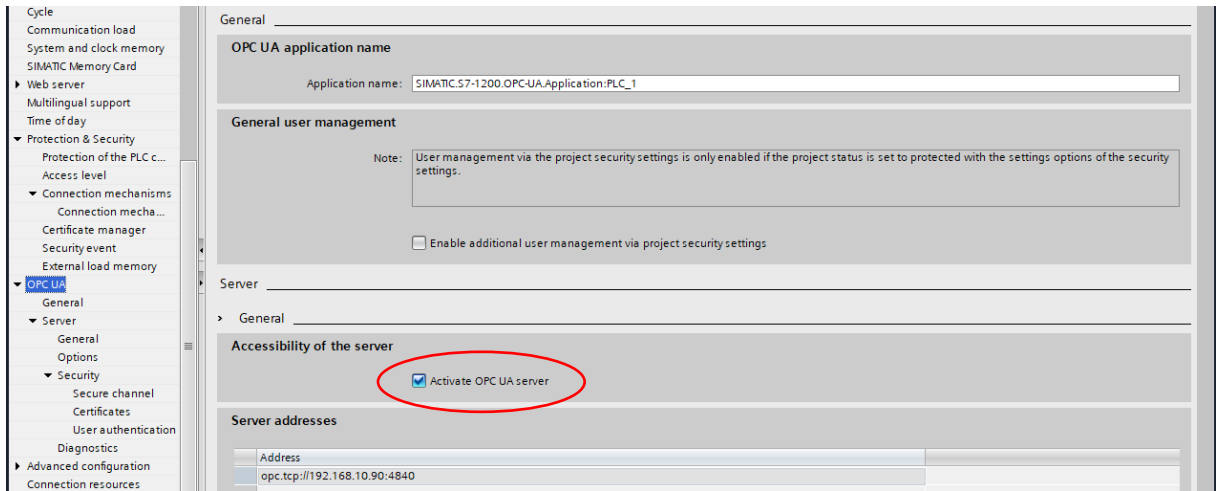 Cycle
Communication load
System and clock memory
SIMATIC Memory Card
Web server
Multilingual support
Time of day
Protection & Security
Protection of the PLC c...
Access level
Connection mechanisms
Connection mecha...
Certificate manager
Security event
External load memory
OPC UA
General
Server
General
Options
Security
Secure channel
Certificates
User authentication
Diagnostics
Advanced configuration
Connection resources
General
OPC UA application name
Application name: SIMATIC.S7-1200.OPC-UA.Application:PLC_1
General user management
Note: User management via the project security settings is only enabled if the project status is set to protected with the settings options of the security
settings.
Enable additional user management via project security settings
Server
General
Accessibility of the server
Activate OPC UA server
Server addresses
Address
opc.tcp://192.168.10.90:4840